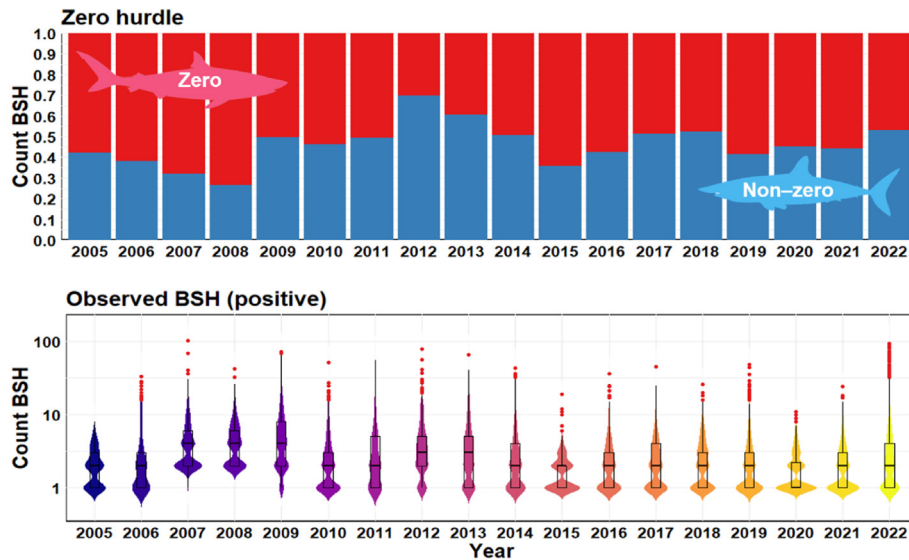 Zero hurdle
Count BSH
1.0
0.9
0.8
0.7
0.6
0.5
0.4
0.3
0.2
0.1
0.0
Zero
Non–zero
2005 2006 2007 2008 2009 2010 2011 2012 2013 2014 2015 2016 2017 2018 2019 2020 2021 2022
Observed BSH (positive)
Count BSH
100
10
1
2005 2006 2007 2008 2009 2010 2011 2012 2013 2014 2015 2016 2017 2018 2019 2020 2021 2022
Year